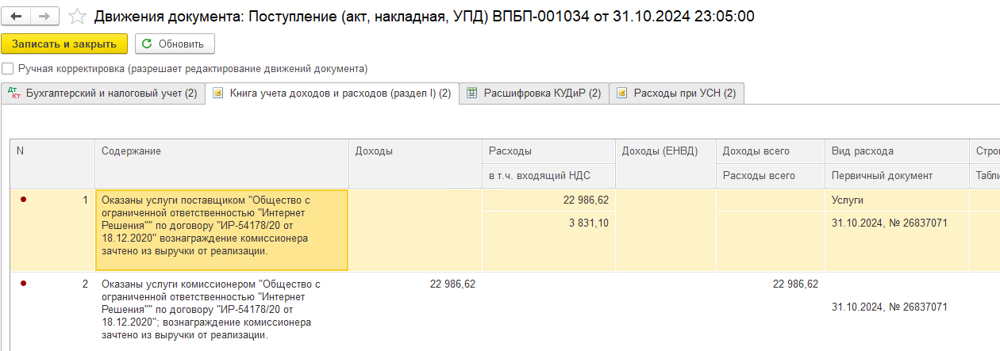 Движения документа: Поступление (акт, накладная, УПД) ВПБП-001034 от 31.10.2024 23:05:00
Записать и закрыть
Обновить
Ручная корректировка (разрешает редактирование движений документа)
Дт Кт Бухгалтерский и налоговый учет (2)
Книга учета доходов и расходов (раздел I) (2)
Расшифровка КУДиР (2)
Расходы при УСН (2)
N
Содержание
Доходы
Расходы
Доходы (ЕНВД)
Доходы всего
Вид расхода
Стро
в т.ч. входящий НДС
Расходы всего
Первичный документ
Табли
1
Оказаны услуги поставщиком "Общество с
ограниченной ответственностью "Интернет
Решения"" по договору "ИР-54178/20 от
18.12.2020" вознаграждение комиссионера
зачтено из выручки от реализации.
22 986,62
Услуги
3 831,10
31.10.2024, № 26837071
2
Оказаны услуги комиссионером "Общество с
ограниченной ответственностью "Интернет
Решения"" по договору "ИР-54178/20 от
18.12.2020"; вознаграждение комиссионера
зачтено из выручки от реализации.
22 986,62
22 986,62
31.10.2024, № 26837071